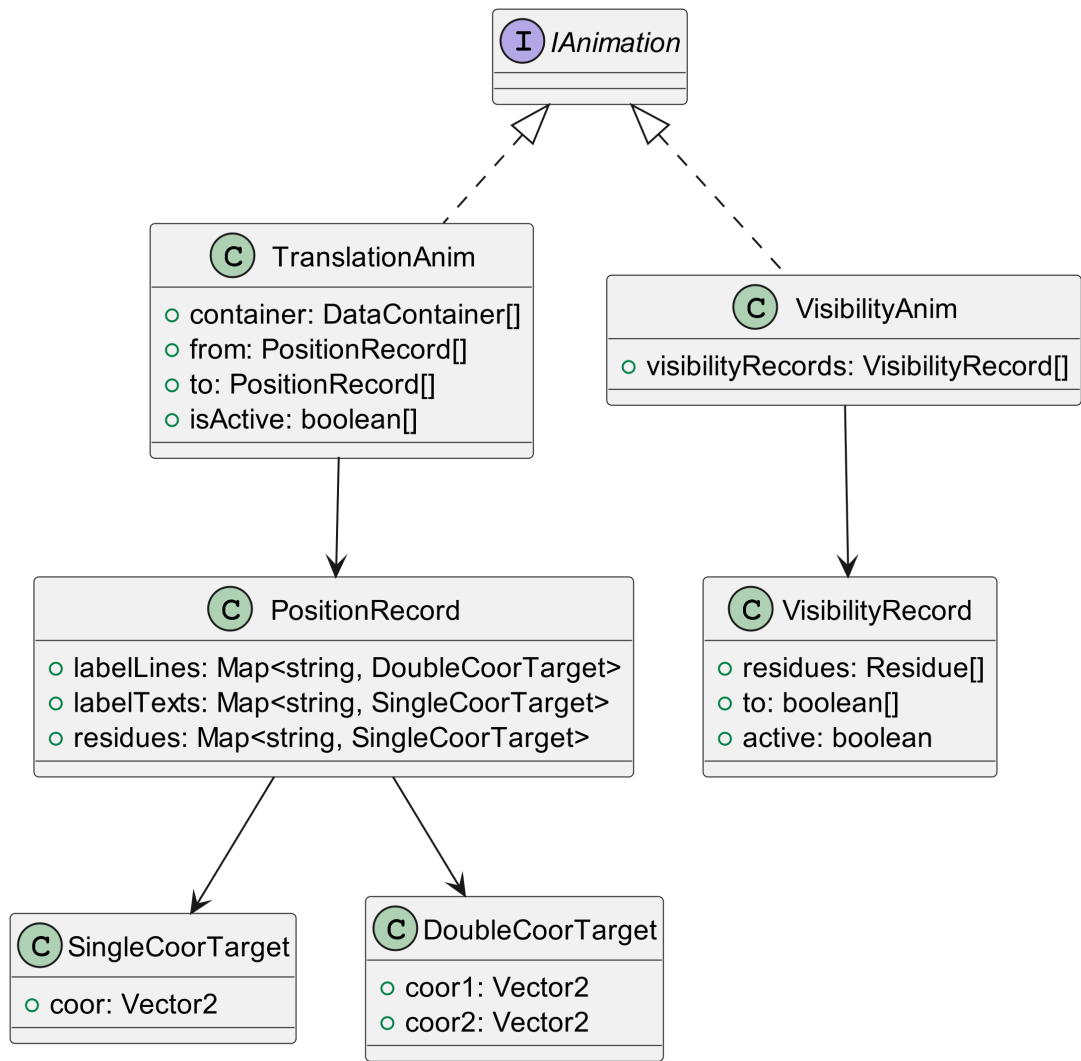 I IAnimation
C TranslationAnim
container: DataContainer[]
from: PositionRecord[]
to: PositionRecord[]
isActive: boolean[]
C VisibilityAnim
visibilityRecords: VisibilityRecord[]
C PositionRecord
labelLines: Map<string, DoubleCoorTarget>
labelTexts: Map<string, SingleCoorTarget>
residues: Map<string, SingleCoorTarget>
C VisibilityRecord
residues: Residue[]
to: boolean[]
active: boolean
C SingleCoorTarget
coor: Vector2
C DoubleCoorTarget
coor1: Vector2
coor2: Vector2